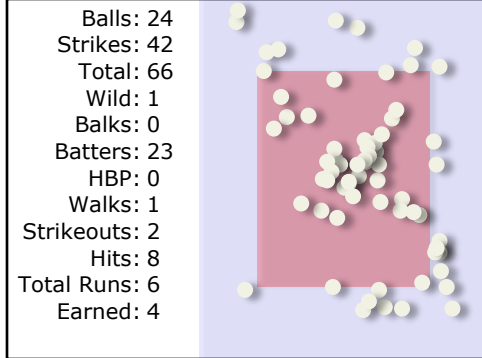 Balls: 24
Strikes: 42
Total: 66
Wild: 1
Balks: 0
Batters: 23
HBP: 0
Walks: 1
Strikeouts: 2
Hits: 8
Total Runs: 6
Earned: 4